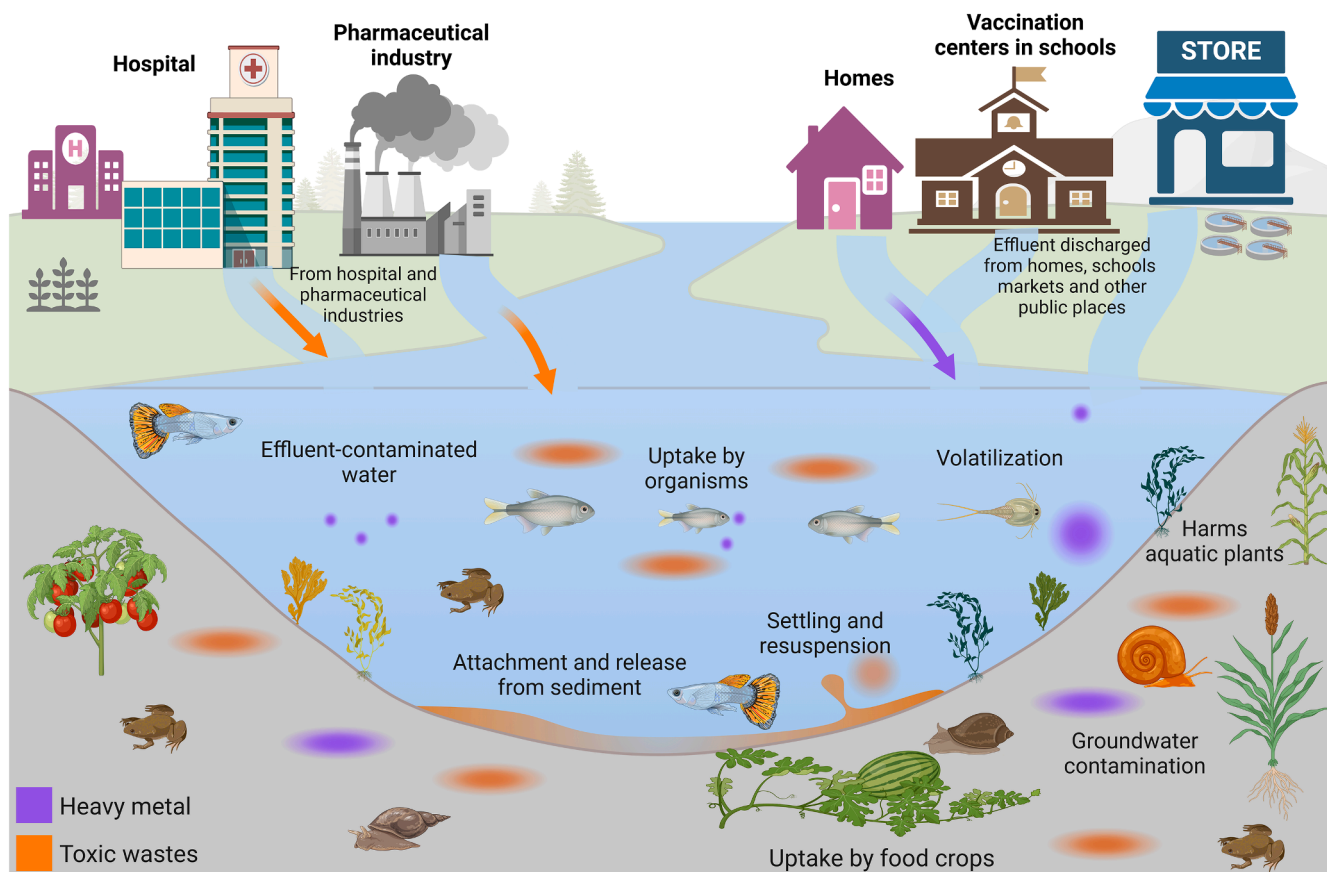 Hospital
Pharmaceutical
industry
Homes
Vaccination
centers in schools
STORE
H
From hospital and
pharmaceutical
industries
Effluent discharged
from homes, schools
markets and other
public places
Effluent-contaminated
water
Uptake by
organisms
Volatilization
Harms
aquatic plants
Settling and
resuspension
Attachment and release
from sediment
Groundwater
contamination
Heavy metal
Toxic wastes
Uptake by food crops